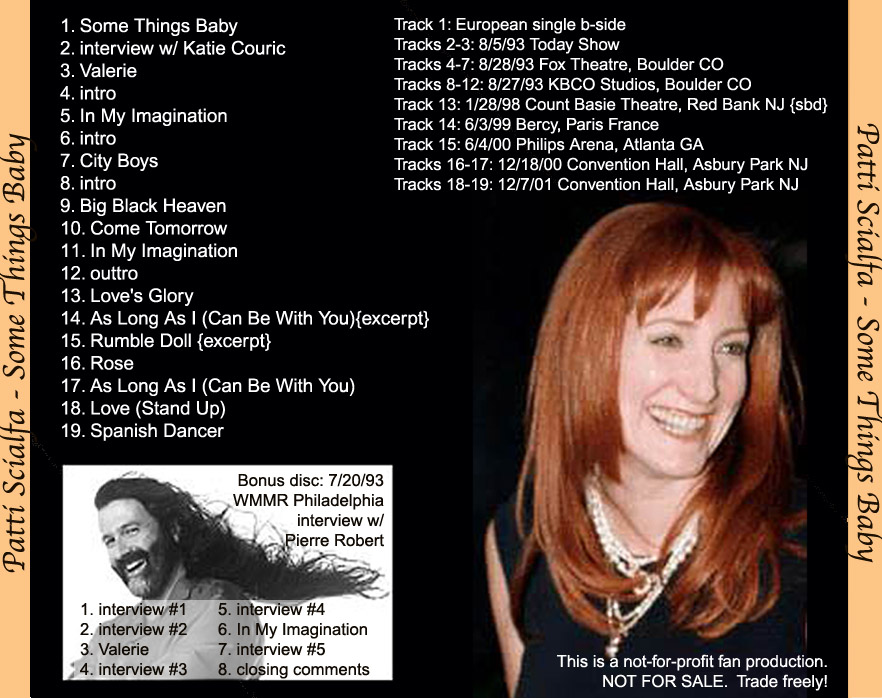 Patti Scialfa - Some Things Baby
1. Some Things Baby
2. interview w/ Katie Couric
3. Valerie
4. intro
5. In My Imagination
6. intro
7. City Boys
8. intro
9. Big Black Heaven
10. Come Tomorrow
11. In My Imagination
12. outtro
13. Love's Glory
14. As Long As I (Can Be With You){excerpt}
15. Rumble Doll {excerpt}
16. Rose
17. As Long As I (Can Be With You)
18. Love (Stand Up)
19. Spanish Dancer
Track 1: European single b-side
Tracks 2-3: 8/5/93 Today Show
Tracks 4-7: 8/28/93 Fox Theatre, Boulder CO
Tracks 8-12: 8/27/93 KBCO Studios, Boulder CO
Track 13: 1/28/98 Count Basie Theatre, Red Bank NJ {sbd}
Track 14: 6/3/99 Bercy, Paris France
Track 15: 6/4/00 Philips Arena, Atlanta GA
Tracks 16-17: 12/18/00 Convention Hall, Asbury Park NJ
Tracks 18-19: 12/7/01 Convention Hall, Asbury Park NJ
Bonus disc: 7/20/93
WMMR Philadelphia
interview w/
Pierre Robert
1. interview #1
2. interview #2
3. Valerie
4. interview #3
5. interview #4
6. In My Imagination
7. interview #5
8. closing comments
This is a not-for-profit fan production.
NOT FOR SALE. Trade freely!
Patti Scialfa - Some Things Baby